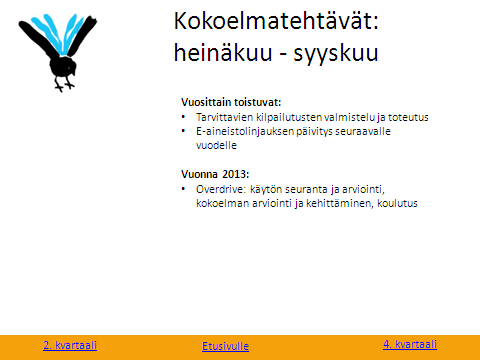 Kokoelmatehtävät:
heinäkuu - syyskuu
Vuosittain toistuvat:
• Tarvittavien kilpailutusten valmistelu ja toteutus
• E-aineistolinjauksen päivitys seuraavalle
vuodelle
Vuonna 2013:
• Overdrive: käytön seuranta ja arviointi,
kokoelman arviointi ja kehittäminen, koulutus
2. kvartaali
Etusivulle
4. kvartaali